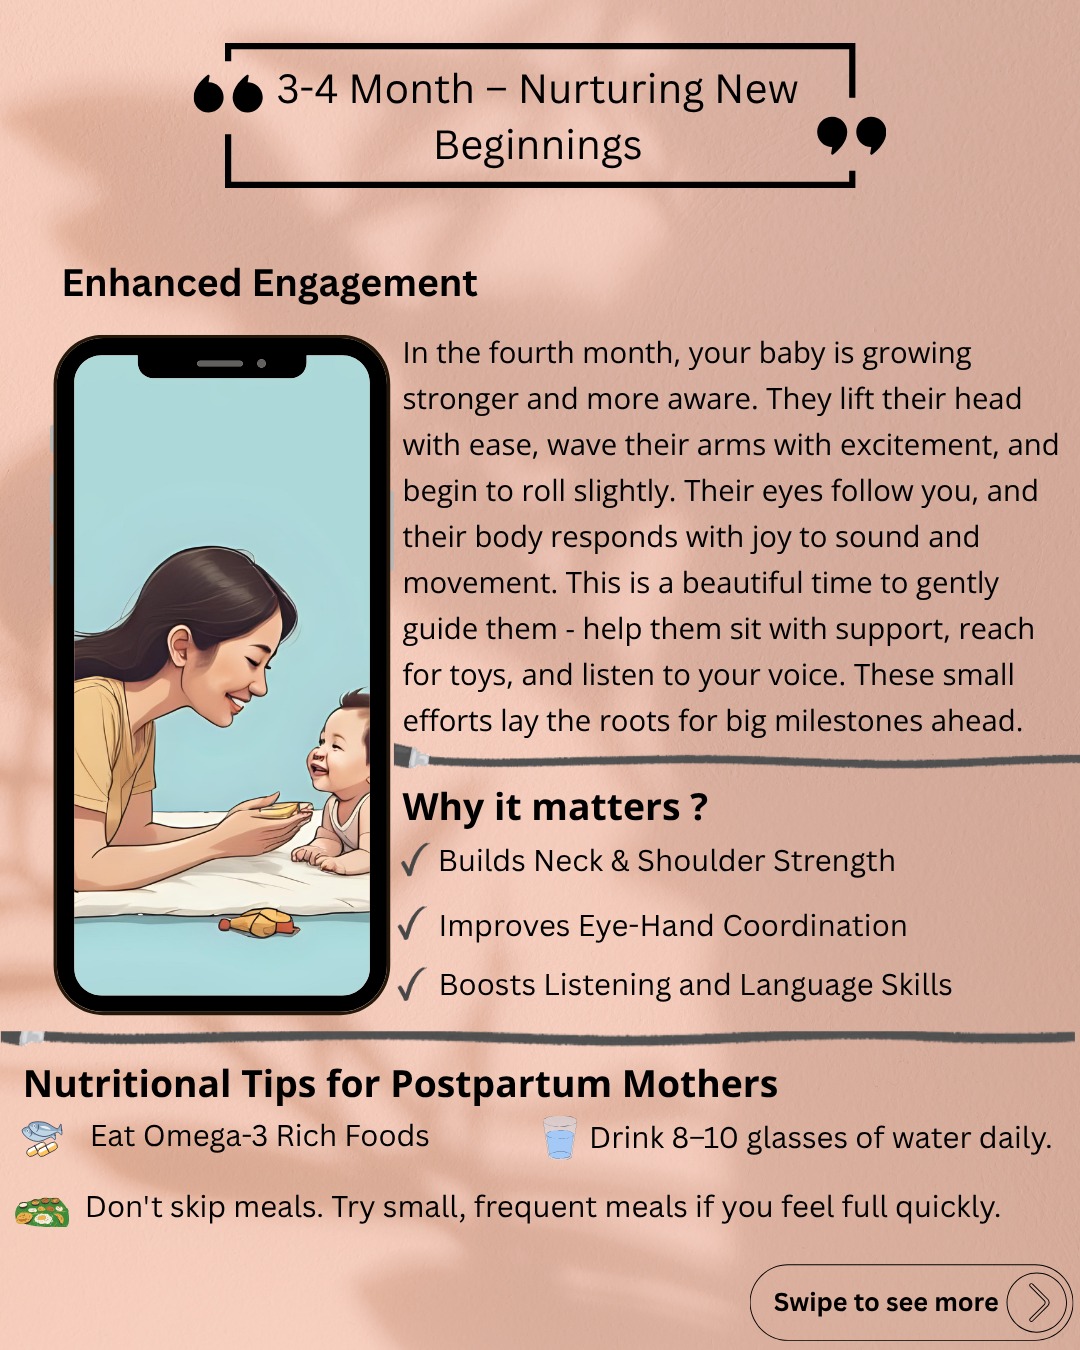 3-4 Month – Nurturing New
Beginnings
Enhanced Engagement
In the fourth month, your baby is growing
stronger and more aware. They lift their head
with ease, wave their arms with excitement, and
begin to roll slightly. Their eyes follow you, and
their body responds with joy to sound and
movement. This is a beautiful time to gently
guide them - help them sit with support, reach
for toys, and listen to your voice. These small
efforts lay the roots for big milestones ahead.
Why it matters ?
Builds Neck & Shoulder Strength
Improves Eye-Hand Coordination
Boosts Listening and Language Skills
Nutritional Tips for Postpartum Mothers
Eat Omega-3 Rich Foods
Drink 8–10 glasses of water daily.
Don't skip meals. Try small, frequent meals if you feel full quickly.
Swipe to see more